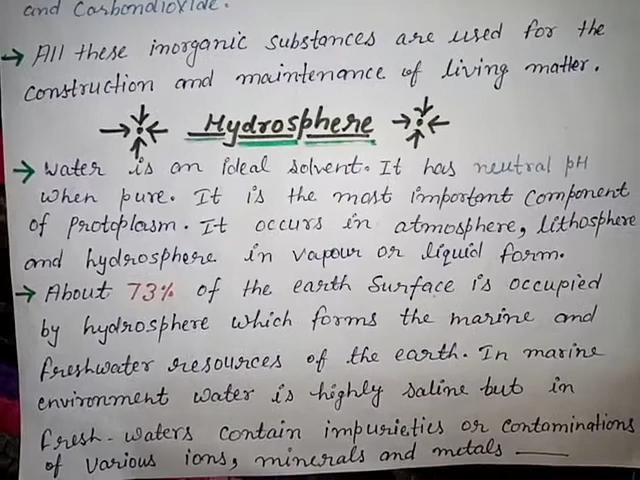 and Carbondioxide.
→ All these inorganic substances are used for the
construction and maintenance of living matter.
Hydrosphere
→ Water is an ideal solvent. It has neutral pH
when pure. It is the most important component
of Protoplasm. It occurs in atmosphere, lithosphere
and hydrosphere in vapour or liquid form.
→ About 73% of the earth Surface is occupied
by hydrosphere which forms the marine and
freshwater resources of the earth. In marine
environment water is highly saline but in
fresh-waters contain impurities or contaminations
of various ions, minerals and metals